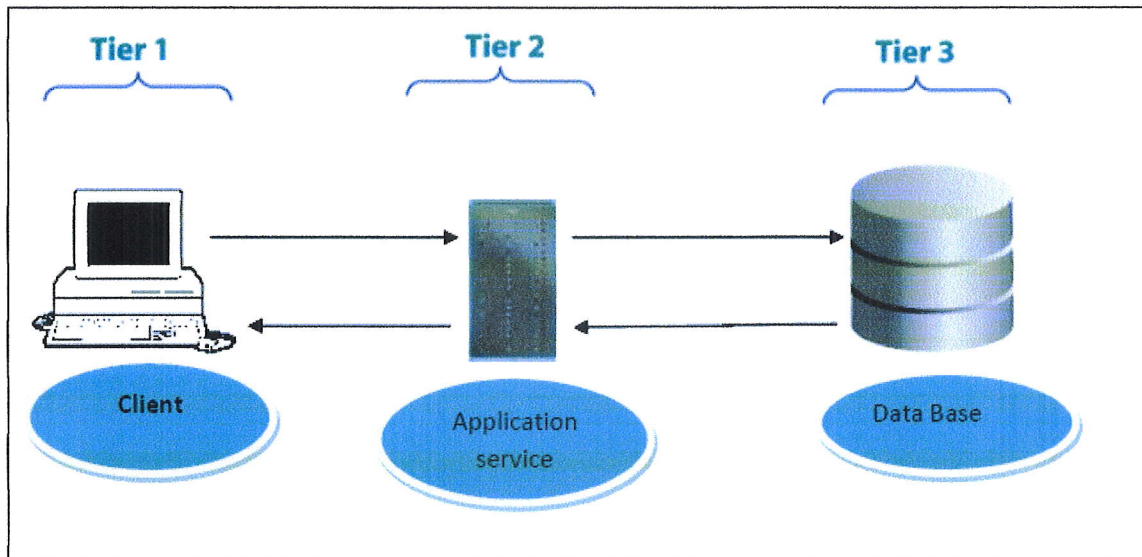 Tier 1
Tier 2
Tier 3
Client
Application
service
Data Base